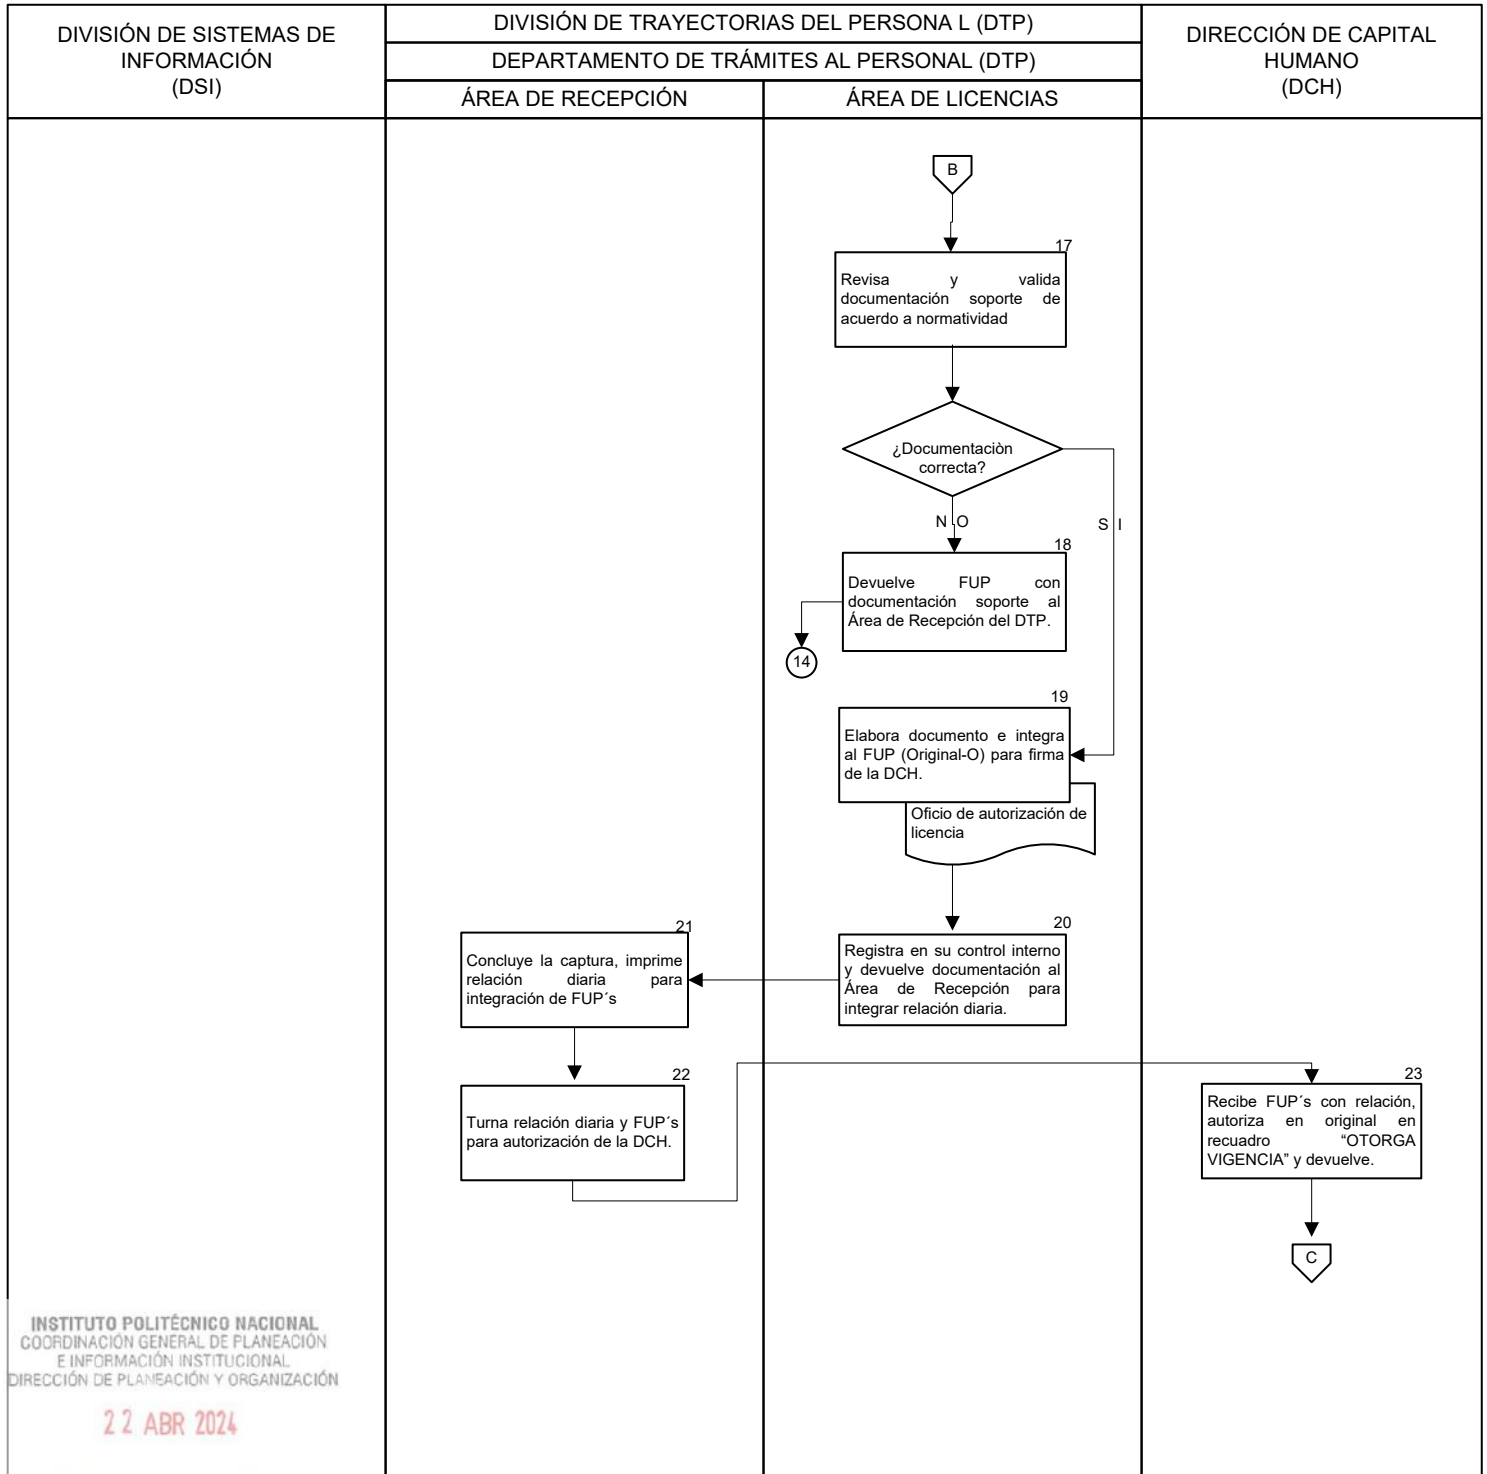 DIVISIÓN DE SISTEMAS DE
INFORMACIÓN
(DSI)
DIVISIÓN DE TRAYECTORIAS DEL PERSONA L (DTP)
DEPARTAMENTO DE TRÁMITES AL PERSONAL (DTP)
ÁREA DE RECEPCIÓN
ÁREA DE LICENCIAS
DIRECCIÓN DE CAPITAL
HUMANO
(DCH)
B
17
Revisa y valida
documentación soporte de
acuerdo a normatividad
¿Documentaciòn
correcta?
N O
S I
18
Devuelve FUP con
documentación soporte al
Área de Recepción del DTP.
14
19
Elabora documento e integra
al FUP (Original-O) para firma
de la DCH.
Oficio de autorización de
licencia
20
Registra en su control interno
y devuelve documentación al
Área de Recepción para
integrar relación diaria.
21
Concluye la captura, imprime
relación diaria para
integración de FUP´s
22
Turna relación diaria y FUP´s
para autorización de la DCH.
23
Recibe FUP´s con relación,
autoriza en original en
recuadro “OTORGA
VIGENCIA” y devuelve.
C
INSTITUTO POLITÉCNICO NACIONAL
COORDINACIÓN GENERAL DE PLANEACIÓN
E INFORMACIÓN INSTITUCIONAL
DIRECCIÓN DE PLANEACIÓN Y ORGANIZACIÓN
22 ABR 2024